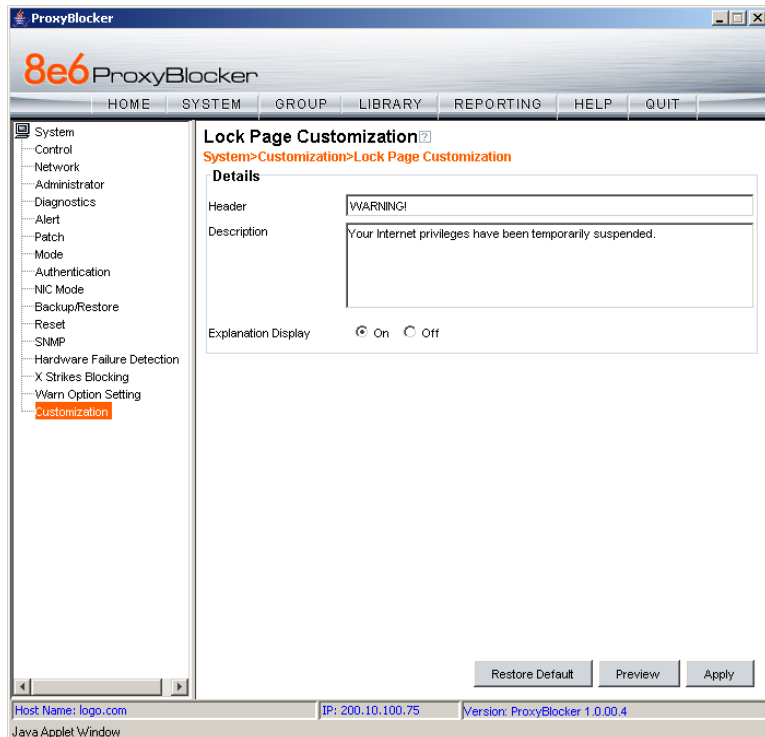 ProxyBlocker
8e6 ProxyBlocker
HOME SYSTEM GROUP LIBRARY REPORTING HELP QUIT
System
Control
Network
Administrator
Diagnostics
Alert
Patch
Mode
Authentication
NIC Mode
Backup/Restore
Reset
SNMP
Hardware Failure Detection
X Strikes Blocking
Warn Option Setting
Customization
Lock Page Customization ?
System>Customization>Lock Page Customization
Details
Header WARNING!
Description Your Internet privileges have been temporarily suspended.
Explanation Display On Off
Restore Default Preview Apply
Host Name: logo.com IP: 200.10.100.75 Version: ProxyBlocker 1.0.00.4
Java Applet Window